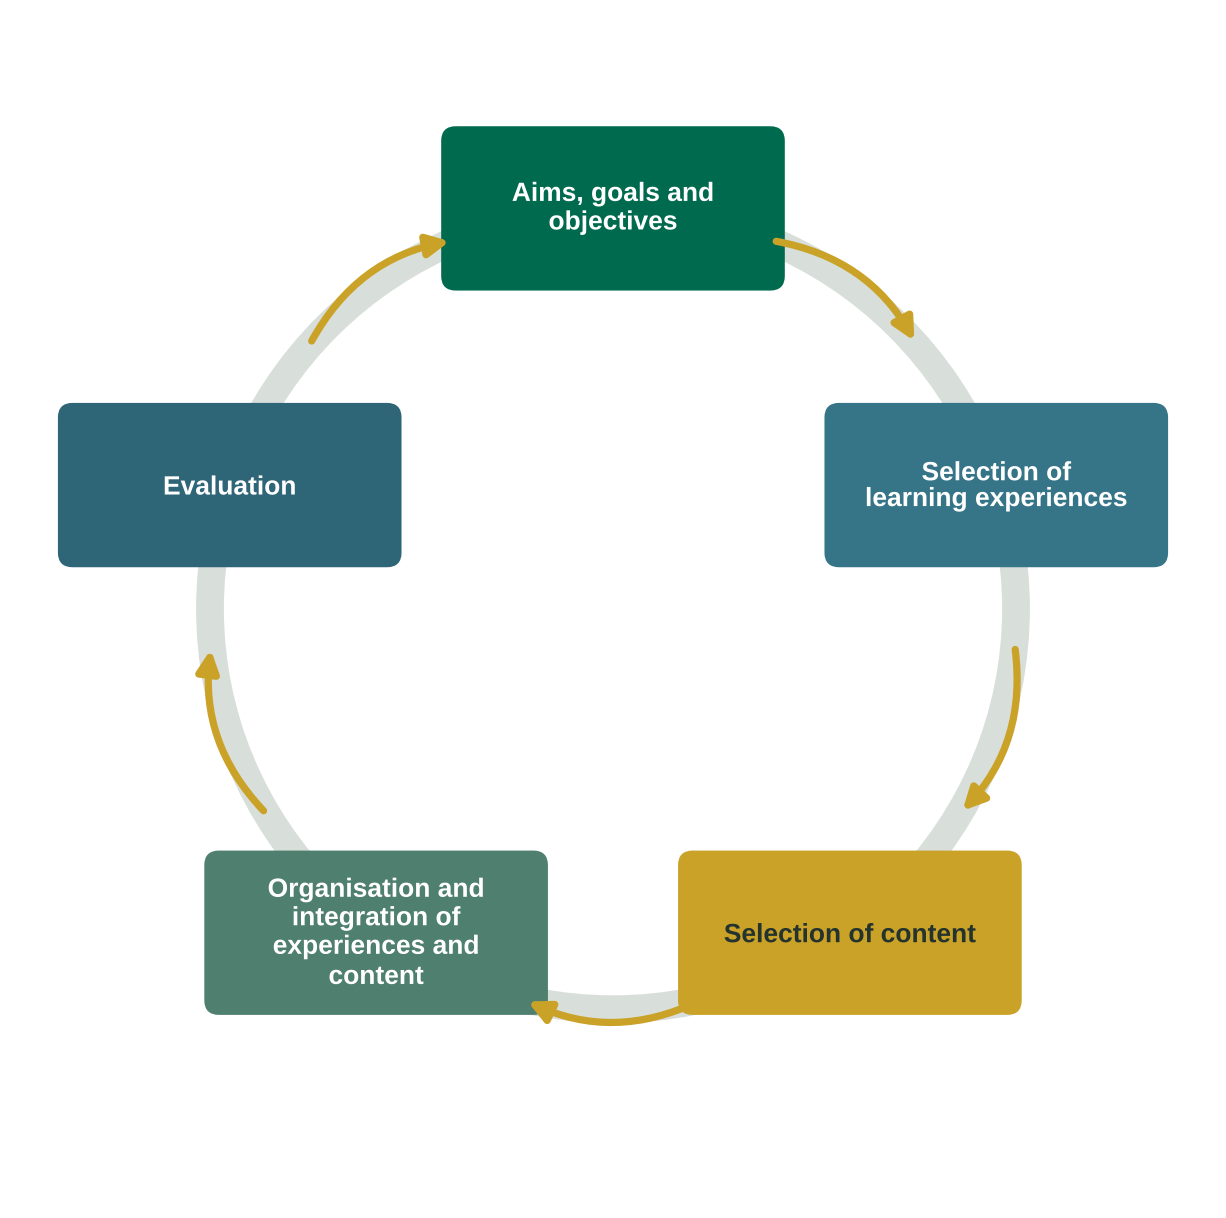 Aims, goals and
objectives
Selection of
learning experiences
Selection of content
Organisation and
integration of
experiences and
content
Evaluation